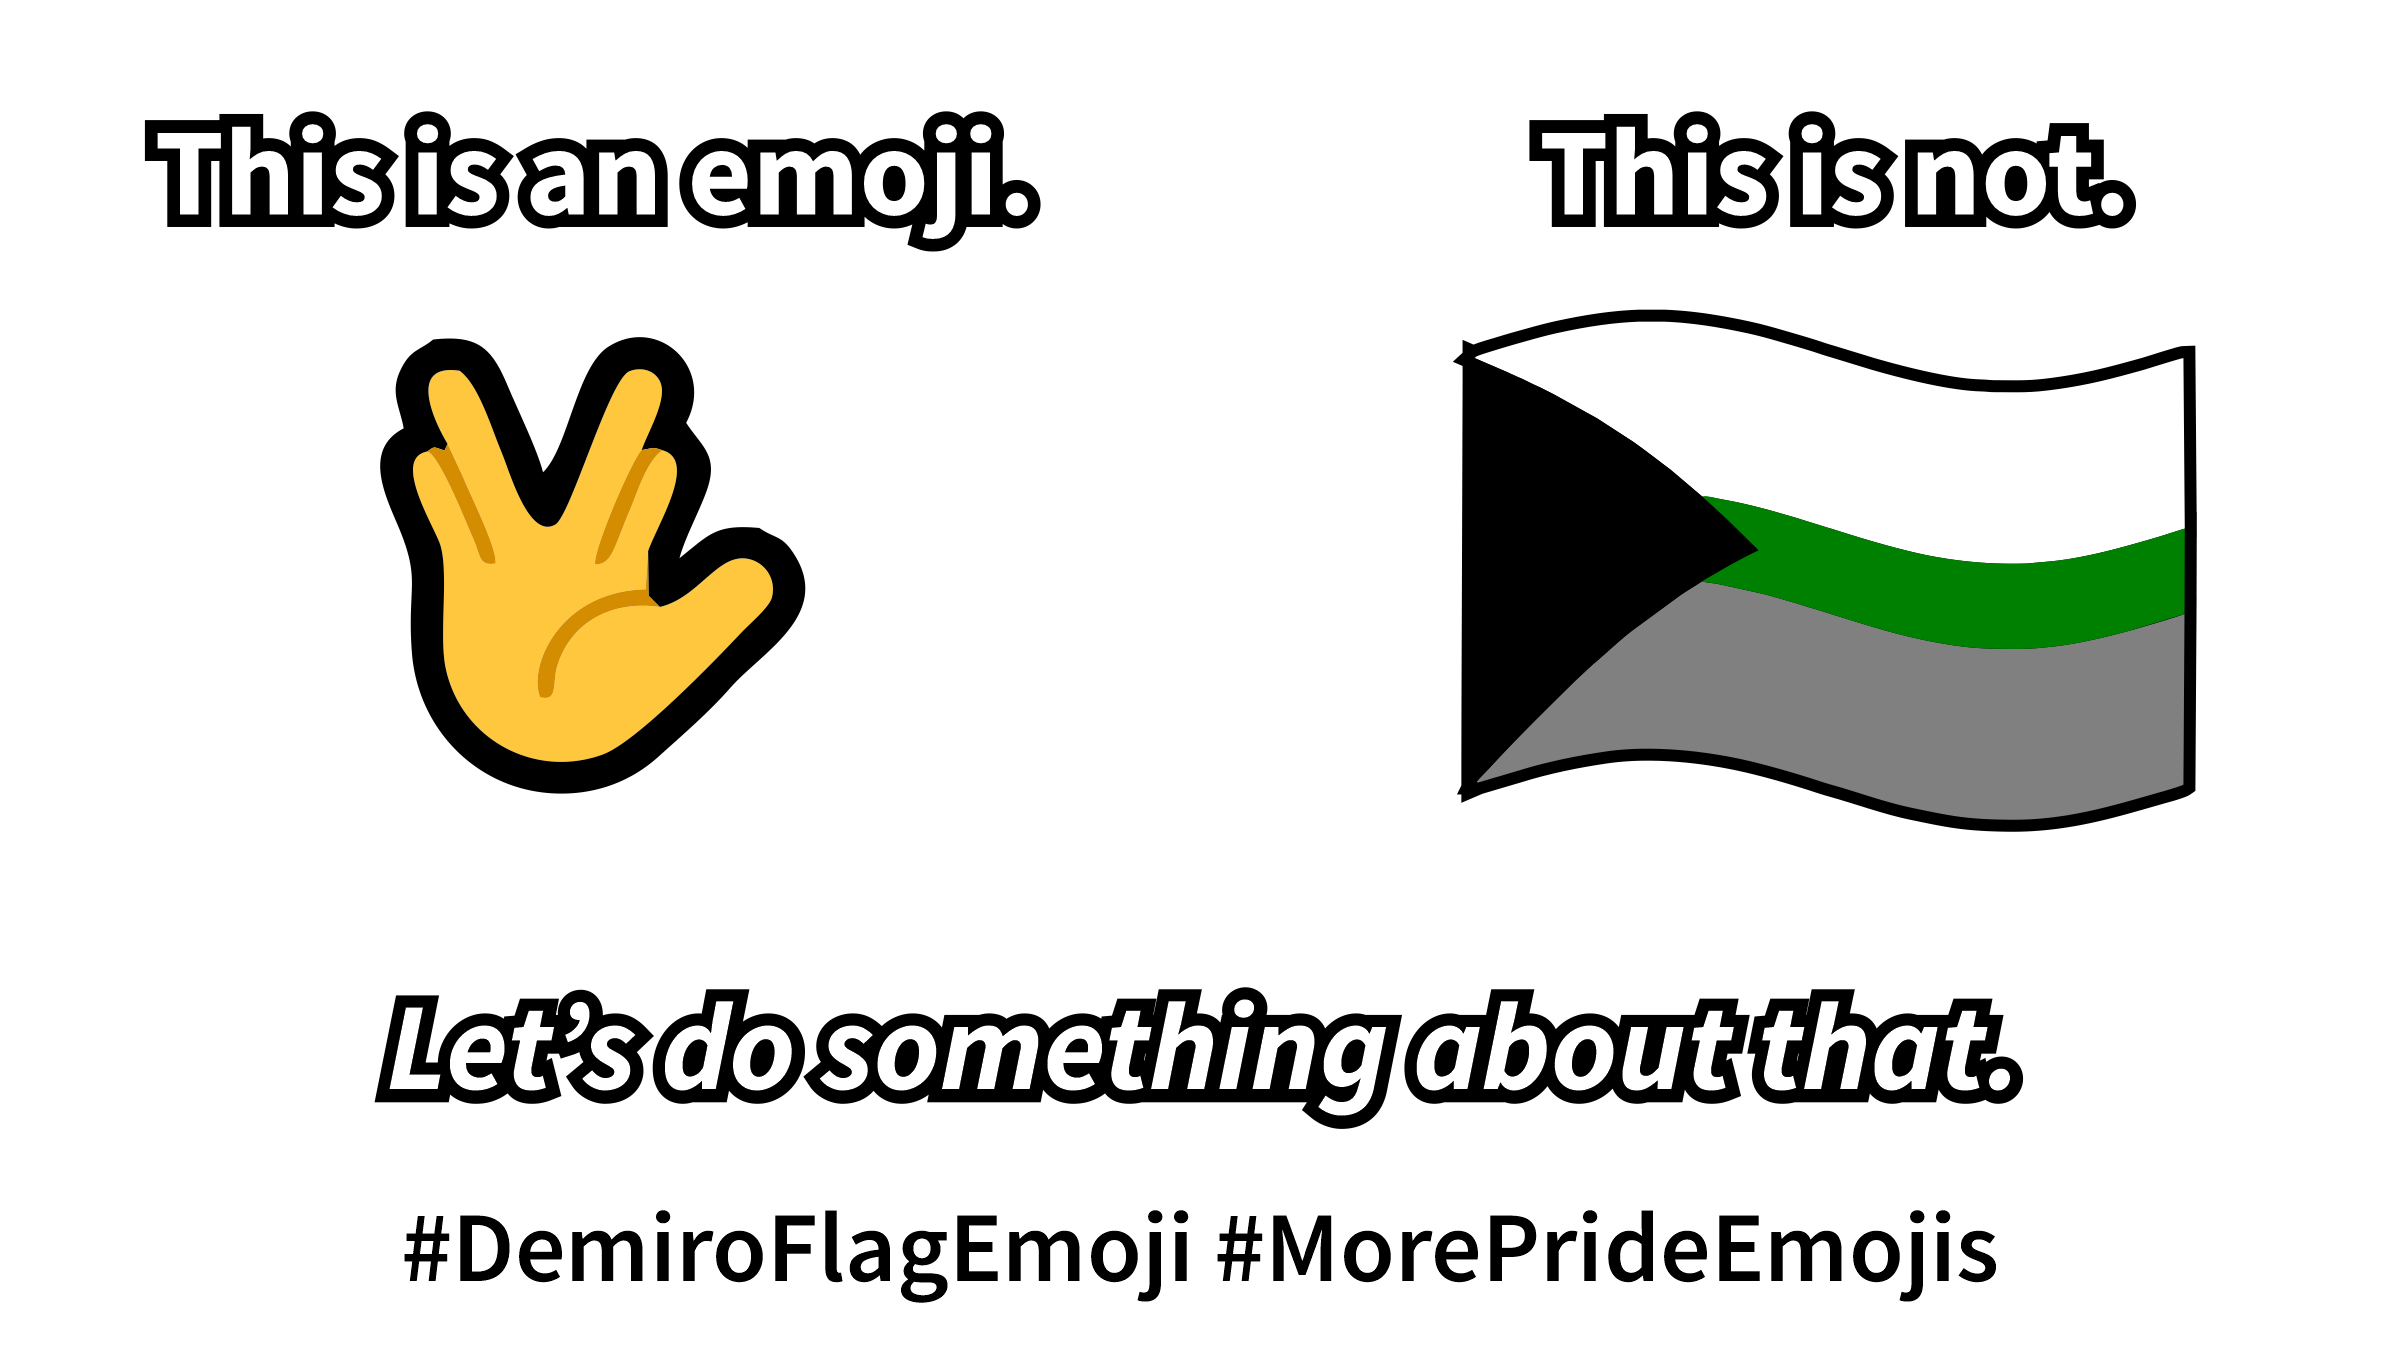 This is an emoji.
This is not.
Let’s do something about that.
#DemiroFlagEmoji #MorePrideEmojis